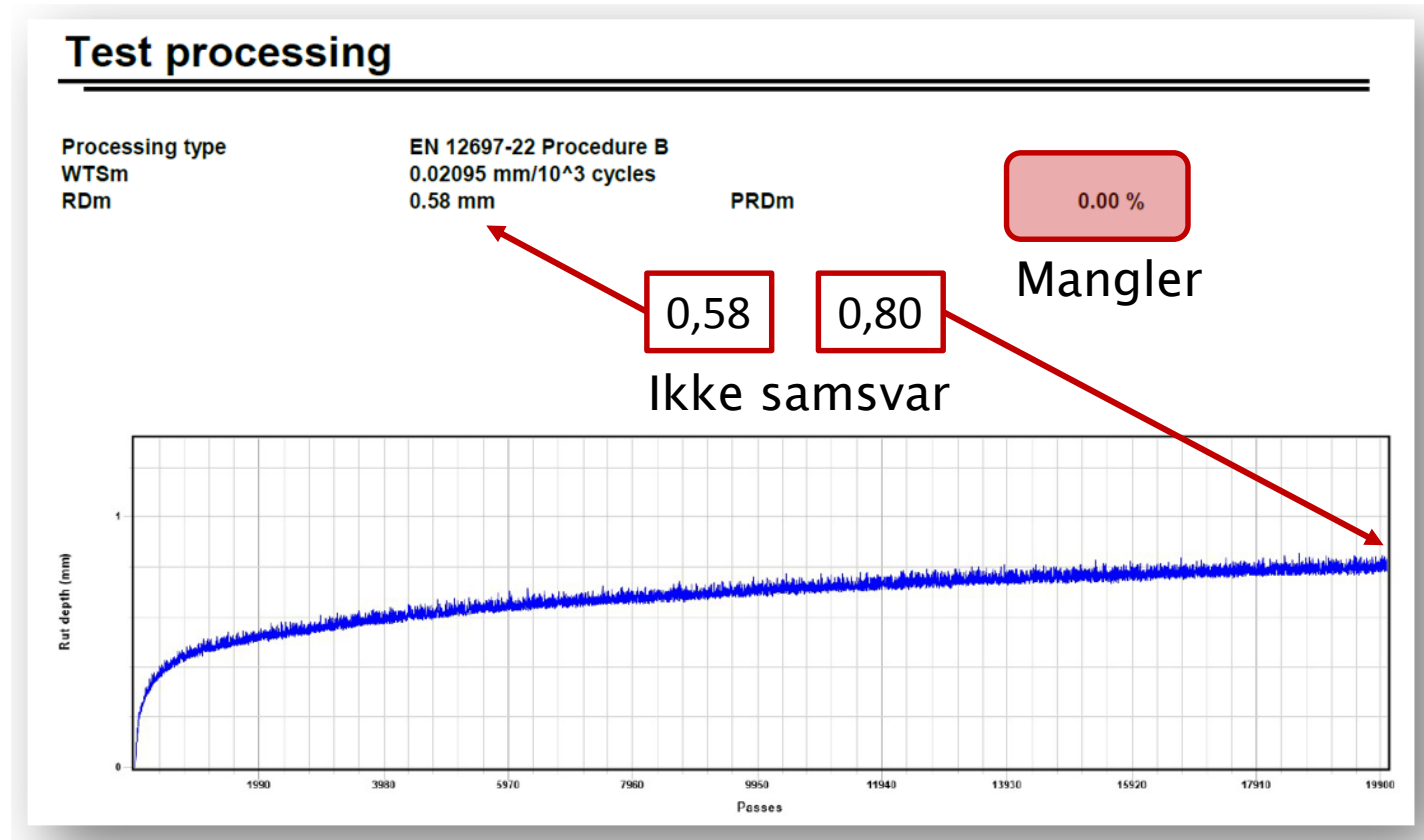 Test processing
Processing type EN 12697-22 Procedure B
WTSm 0.02095 mm/10^3 cycles
RDm 0.58 mm PRDm 0.00 %
Mangler
0,58 0,80
Ikke samsvar
1
Rut depth (mm)
0
1990 3980 5970 7960 9950 11940 13930 15920 17910 19900
Passes